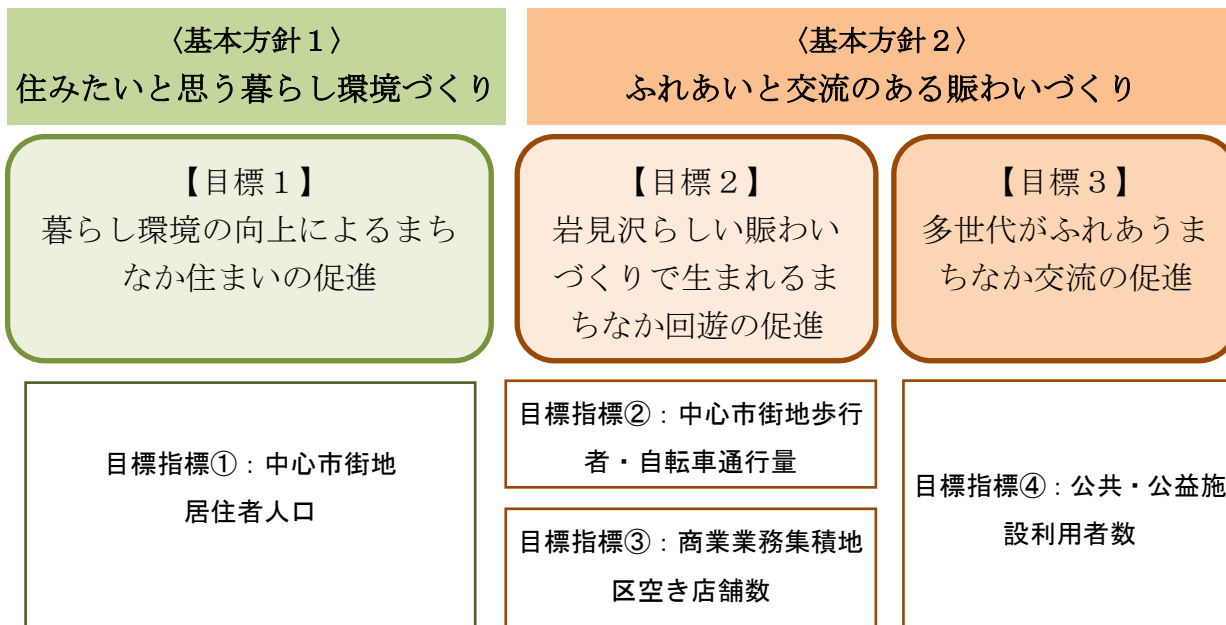 〈基本方針１〉
住みたいと思う暮らし環境づくり
〈基本方針２〉
ふれあいと交流のある賑わいづくり
【目標１】
暮らし環境の向上によるまち
なか住まいの促進
【目標２】
岩見沢らしい賑わい
づくりで生まれるま
ちなか回遊の促進
【目標３】
多世代がふれあうま
ちなか交流の促進
目標指標①：中心市街地
居住者人口
目標指標②：中心市街地歩行
者・自転車通行量
目標指標③：商業業務集積地
区空き店舗数
目標指標④：公共・公益施
設利用者数